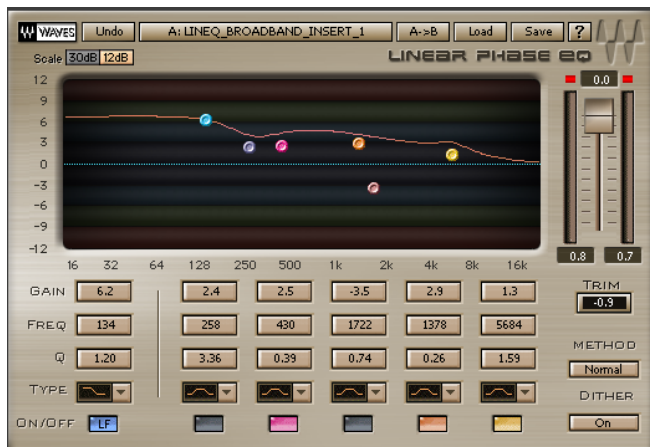 WAVES Undo A: LINEQ_BROADBAND_INSERT_1 A->B Load Save ?
Scale 30dB 12dB LINEAR PHASE EQ
12 0.0
9
6
3
0
-3
-6
-9
-12 0.8 0.7
16 32 64 128 250 500 1k 2k 4k 8k 16k
TRIM
GAIN 6.2 2.4 2.5 -3.5 2.9 1.3 -0.9
FREQ 134 258 430 1722 1378 5684
METHOD
Q 1.20 3.36 0.39 0.74 0.26 1.59 Normal
TYPE DITHER
ON/OFF LF On